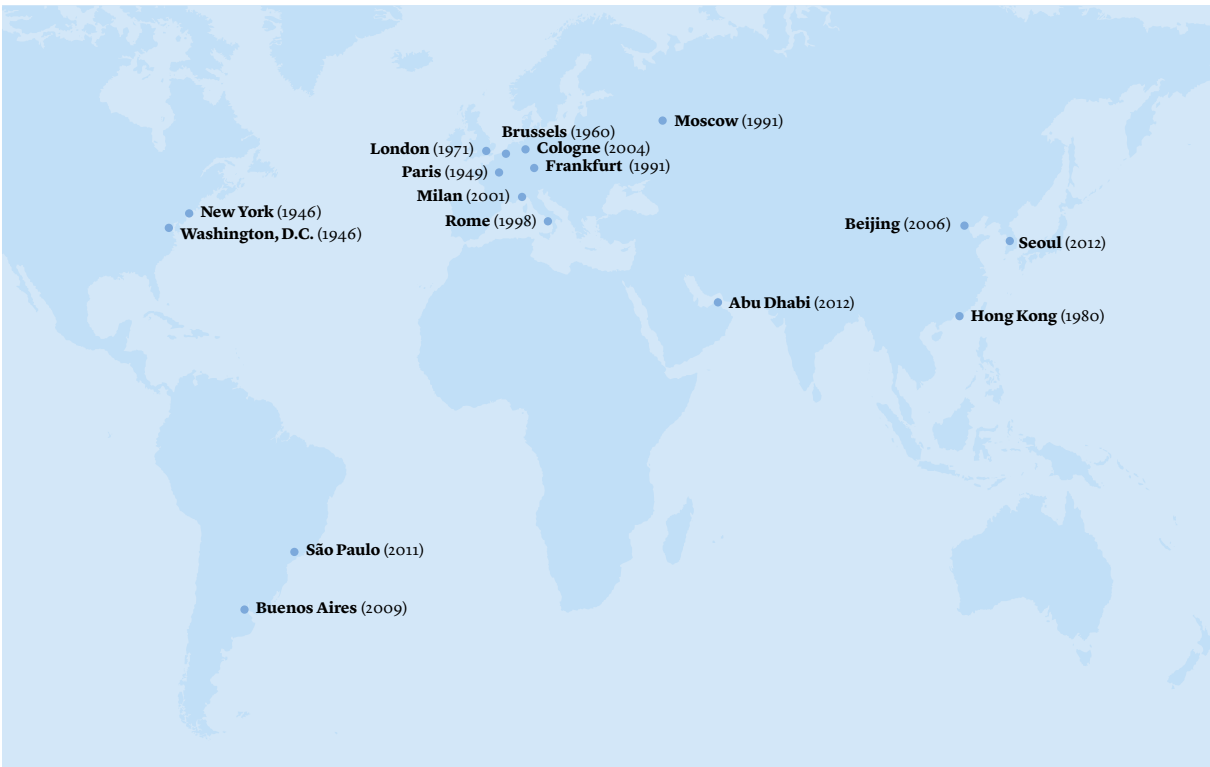 Moscow (1991)
Brussels (1960)
London (1971)
Cologne (2004)
Frankfurt (1991)
Paris (1949)
Milan (2001)
New York (1946)
Rome (1998)
Beijing (2006)
Washington, D.C. (1946)
Seoul (2012)
Abu Dhabi (2012)
Hong Kong (1980)
São Paulo (2011)
Buenos Aires (2009)